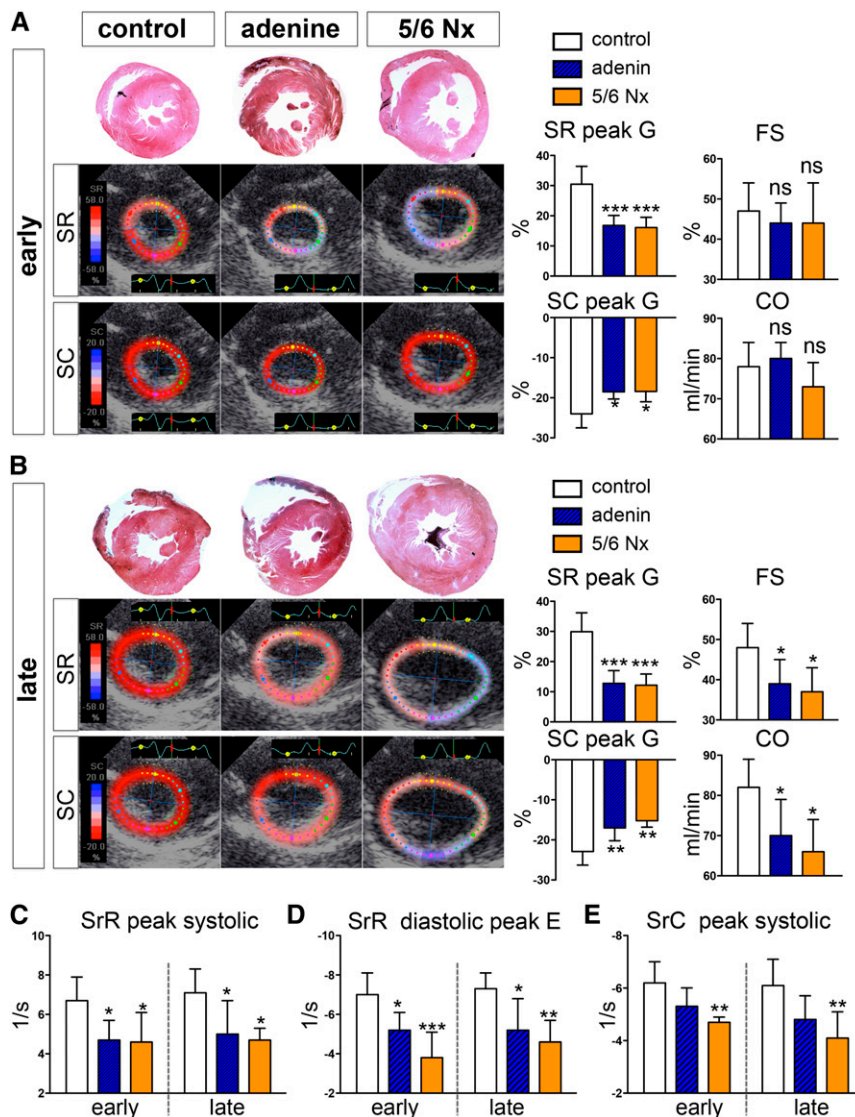 A
control adenine 5/6 Nx
early
control
adenin
5/6 Nx
SR
SR
58.0
-58.0
%
SC
SC
20.0
-20.0
%
SR peak G
%
40
30
20
10
0
*** ***
FS
%
60
50
40
30
ns ns
SC peak G
%
0
-10
-20
-30
* *
CO
ml/min
90
80
70
60
ns ns
B
late
control
adenin
5/6 Nx
SR
SR
58.0
-58.0
%
SC
SC
20.0
-20.0
%
SR peak G
%
40
30
20
10
0
*** ***
FS
%
60
50
40
30
* *
SC peak G
%
0
-10
-20
-30
** **
CO
ml/min
90
80
70
60
* *
C
SrR peak systolic
1/s
10
8
6
4
2
* * * *
early late
D
SrR diastolic peak E
1/s
-10
-8
-6
-4
-2
* *** * **
early late
E
SrC peak systolic
1/s
-8
-6
-4
-2
** **
early late